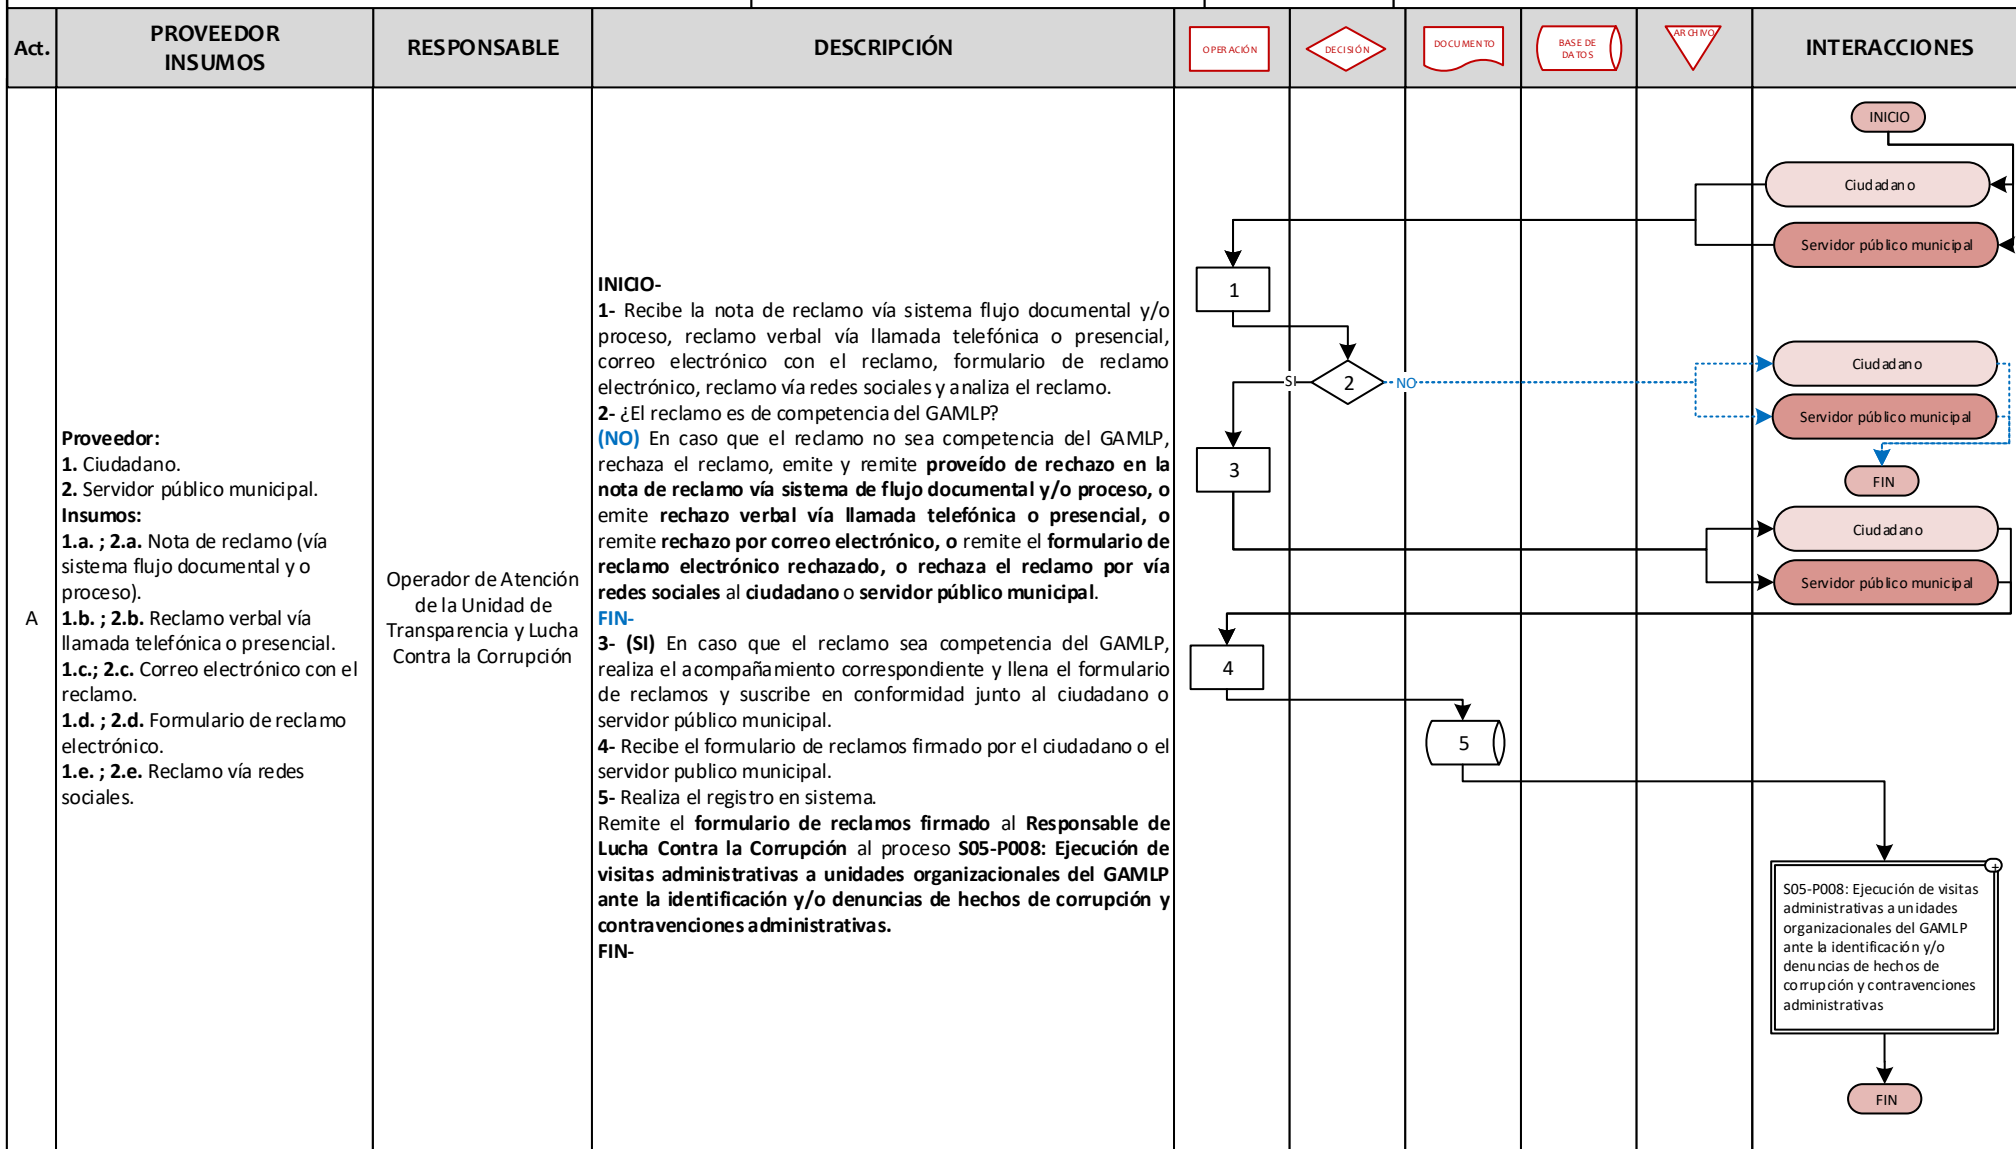 Act.
PROVEEDOR
INSUMOS
RESPONSABLE
DESCRIPCIÓN
OPERACIÓN
DECISIÓN
DOCUMENTO
BASE DE
DATOS
ARCHIVO
INTERACCIONES
A
Proveedor:
1. Ciudadano.
2. Servidor público municipal.
Insumos:
1.a. ; 2.a. Nota de reclamo (vía
sistema flujo documental y o
proceso).
1.b. ; 2.b. Reclamo verbal vía
llamada telefónica o presencial.
1.c.; 2.c. Correo electrónico con el
reclamo.
1.d. ; 2.d. Formulario de reclamo
electrónico.
1.e. ; 2.e. Reclamo vía redes
sociales.
Operador de Atención
de la Unidad de
Transparencia y Lucha
Contra la Corrupción
INICIO-
1- Recibe la nota de reclamo vía sistema flujo documental y/o
proceso, reclamo verbal vía llamada telefónica o presencial,
correo electrónico con el reclamo, formulario de reclamo
electrónico, reclamo vía redes sociales y analiza el reclamo.
2- ¿El reclamo es de competencia del GAMLP?
(NO) En caso que el reclamo no sea competencia del GAMLP,
rechaza el reclamo, emite y remite proveído de rechazo en la
nota de reclamo vía sistema de flujo documental y/o proceso, o
emite rechazo verbal vía llamada telefónica o presencial, o
remite rechazo por correo electrónico, o remite el formulario de
reclamo electrónico rechazado, o rechaza el reclamo por vía
redes sociales al ciudadano o servidor público municipal.
FIN-
3- (SI) En caso que el reclamo sea competencia del GAMLP,
realiza el acompañamiento correspondiente y llena el formulario
de reclamos y suscribe en conformidad junto al ciudadano o
servidor público municipal.
4- Recibe el formulario de reclamos firmado por el ciudadano o el
servidor publico municipal.
5- Realiza el registro en sistema.
Remite el formulario de reclamos firmado al Responsable de
Lucha Contra la Corrupción al proceso S05-P008: Ejecución de
visitas administrativas a unidades organizacionales del GAMLP
ante la identificación y/o denuncias de hechos de corrupción y
contravenciones administrativas.
FIN-
INICIO
Ciudadano
Servidor público municipal
1
SI
2
NO
Ciudadano
Servidor público municipal
3
FIN
Ciudadano
Servidor público municipal
4
5
+
S05-P008: Ejecución de visitas
administrativas a unidades
organizacionales del GAMLP
ante la identificación y/o
denuncias de hechos de
corrupción y contravenciones
administrativas
FIN